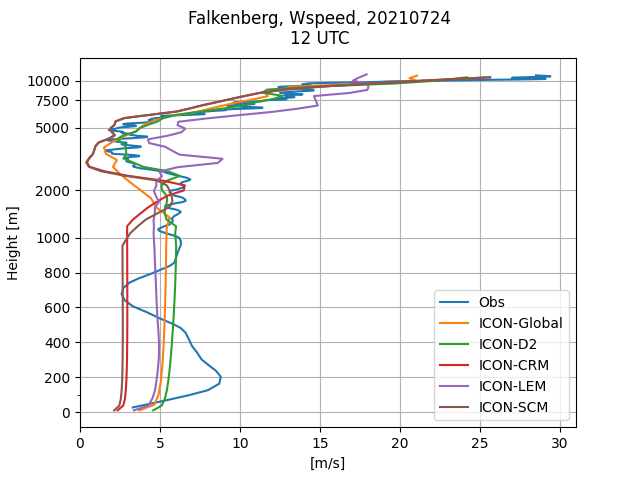 Falkenberg, Wspeed, 20210724
12 UTC
10000
7500
5000
2000
1000
800
600
400
200
0
Height [m]
0 5 10 15 20 25 30
[m/s]
Obs
ICON-Global
ICON-D2
ICON-CRM
ICON-LEM
ICON-SCM